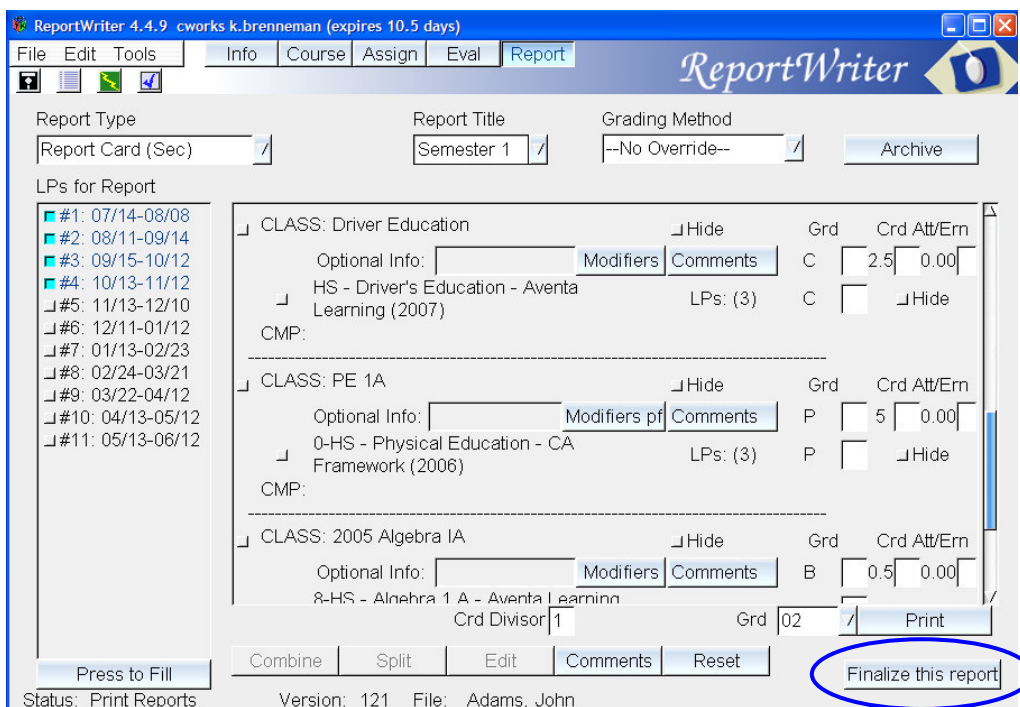 ReportWriter 4.4.9 cworks k.brenneman (expires 10.5 days)
File Edit Tools Info Course Assign Eval Report
ReportWriter
Report Type Report Title Grading Method
Report Card (Sec) Semester 1 --No Override-- Archive
LPs for Report
#1: 07/14-08/08
#2: 08/11-09/14
#3: 09/15-10/12
#4: 10/13-11/12
#5: 11/13-12/10
#6: 12/11-01/12
#7: 01/13-02/23
#8: 02/24-03/21
#9: 03/22-04/12
#10: 04/13-05/12
#11: 05/13-06/12
CLASS: Driver Education Hide Grd Crd Att/Ern
Optional Info: Modifiers Comments C 2.5 0.00
HS - Driver's Education - Aventa
Learning (2007) LPs: (3) C Hide
CMP:
CLASS: PE 1A Hide Grd Crd Att/Ern
Optional Info: Modifiers pf Comments P 5 0.00
0-HS - Physical Education - CA
Framework (2006) LPs: (3) P Hide
CMP:
CLASS: 2005 Algebra IA Hide Grd Crd Att/Ern
Optional Info: Modifiers Comments B 0.5 0.00
8-HS - Algebra 1 A - Aventa Learning
Crd Divisor 1 Grd 02 Print
Combine Split Edit Comments Reset
Press to Fill Finalize this report
Status: Print Reports Version: 121 File: Adams, John